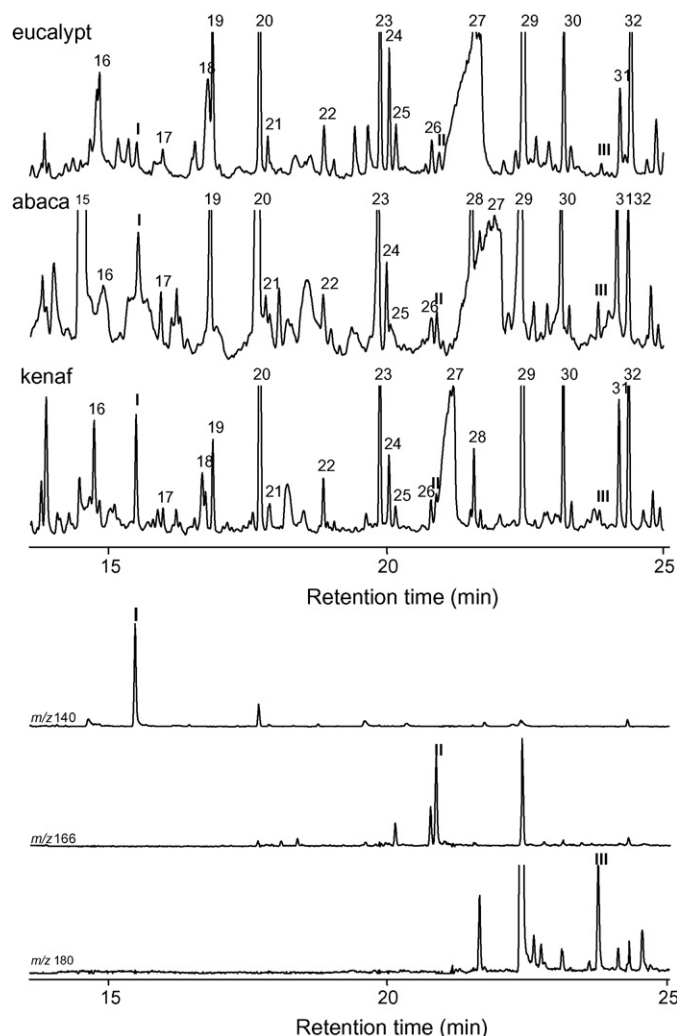 eucalypt
16
I
17
18
19
20
21
22
23
24
25
26
II
27
29
30
III
31
32
abaca
15
16
I
17
19
20
21
22
23
24
25
26
II
28
27
29
30
III
31
32
kenaf
16
I
17
18
19
20
21
22
23
24
25
26
II
27
28
29
30
III
31
32
15
20
25
Retention time (min)
I
m/z 140
II
m/z 166
III
m/z 180
15
20
25
Retention time (min)